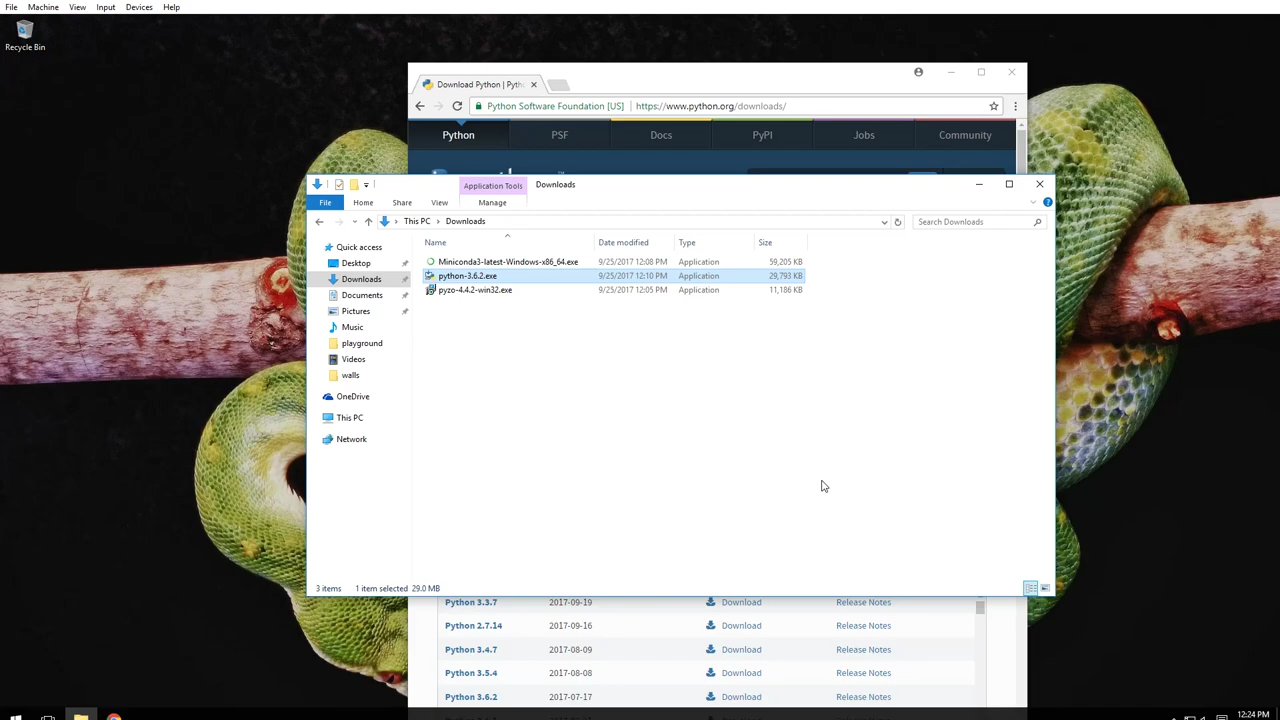 File Machine View Input Devices Help
Recycle Bin
Download Python | Pyth
Python Software Foundation [US] https://www.python.org/downloads/
Python PSF Docs PyPI Jobs Community
Application Tools Downloads
File Home Share View Manage
This PC Downloads Search Downloads
Name Date modified Type Size
Quick access
Desktop
Downloads
Documents
Pictures
Music
playground
Videos
walls
OneDrive
This PC
Network
Miniconda3-latest-Windows-x86_64.exe 9/25/2017 12:08 PM Application 59,205 KB
python-3.6.2.exe 9/25/2017 12:10 PM Application 29,793 KB
pyzo-4.4.2-win32.exe 9/25/2017 12:05 PM Application 11,186 KB
3 items 1 item selected 29.0 MB
Python 3.3.7 2017-09-19 Download Release Notes
Python 2.7.14 2017-09-16 Download Release Notes
Python 3.4.7 2017-08-09 Download Release Notes
Python 3.5.4 2017-08-08 Download Release Notes
Python 3.6.2 2017-07-17 Download Release Notes
12:24 PM